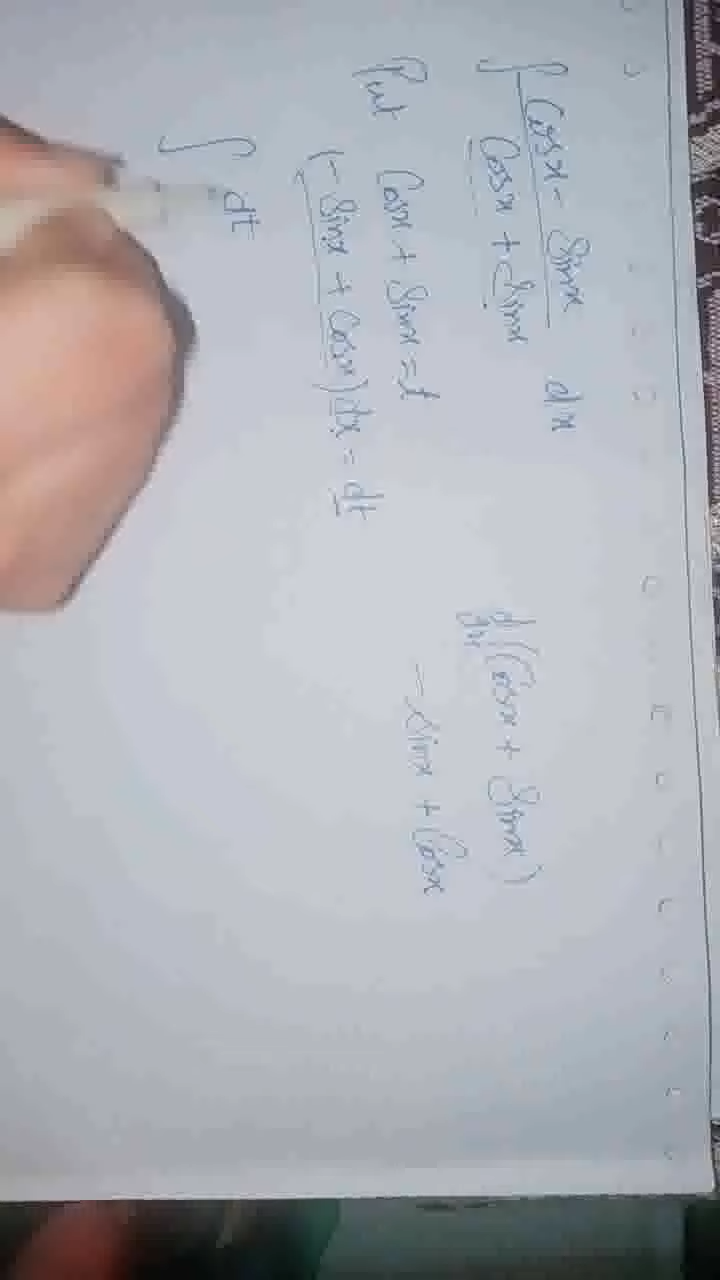 ∫ Cosx - Sinx / Cosx + Sinx dx
Put Cosx + Sinx = t
(- Sinx + Cosx) dx = dt
∫ dt
d/dx (Cosx + Sinx)
- Sinx + Cosx